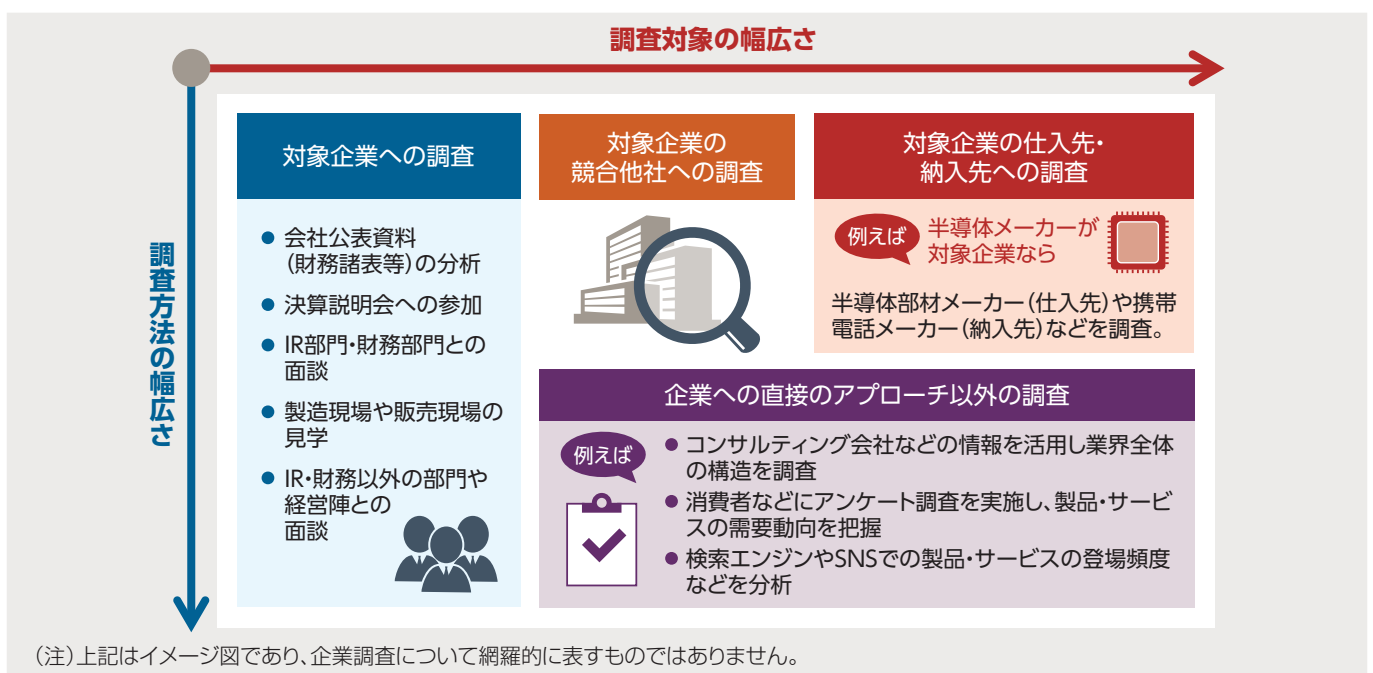 調査対象の幅広さ
調査方法の幅広さ
対象企業への調査
● 会社公表資料
（財務諸表等）の分析
● 決算説明会への参加
● IR部門・財務部門との
面談
● 製造現場や販売現場の
見学
● IR・財務以外の部門や
経営陣との
面談
対象企業の
競合他社への調査
対象企業の仕入先・
納入先への調査
例えば
半導体メーカーが
対象企業なら
半導体部材メーカー（仕入先）や携帯
電話メーカー（納入先）などを調査。
企業への直接のアプローチ以外の調査
例えば
● コンサルティング会社などの情報を活用し業界全体
の構造を調査
● 消費者などにアンケート調査を実施し、製品・サービ
スの需要動向を把握
● 検索エンジンやSNSでの製品・サービスの登場頻度
などを分析
（注）上記はイメージ図であり、企業調査について網羅的に表すものではありません。